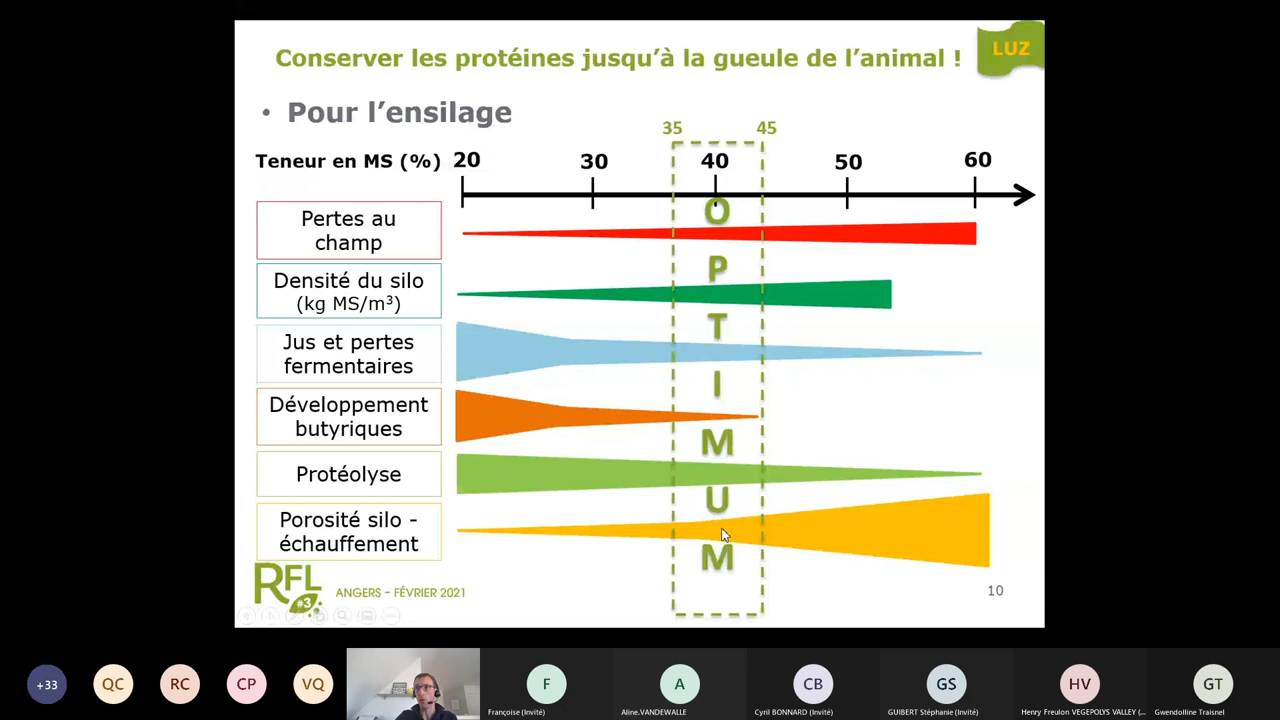 Conserver les protéines jusqu'à la gueule de l'animal !
LUZ
• Pour l'ensilage
35 45
Teneur en MS (%) 20 30 40 50 60
Pertes au
champ
Densité du silo
(kg MS/m³)
Jus et pertes
fermentaires
Développement
butyriques
Protéolyse
Porosité silo -
échauffement
O
P
T
I
M
U
M
RFL
#3
ANGERS – FÉVRIER 2021
10
+33
QC
RC
CP
VQ
F
Françoise (Invité)
A
Aline.VANDEWALLE
CB
Cyril BONNARD (Invité)
GS
GUIBERT Stéphanie (Invité)
HV
Henry Freulon VEGEPOLYS VALLEY (...
GT
Gwendolline Traisnel